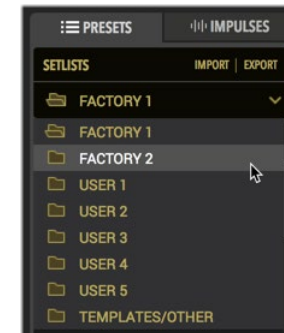 PRESETS IMPULSES
SETLISTS IMPORT | EXPORT
FACTORY 1
FACTORY 1
FACTORY 2
USER 1
USER 2
USER 3
USER 4
USER 5
TEMPLATES/OTHER